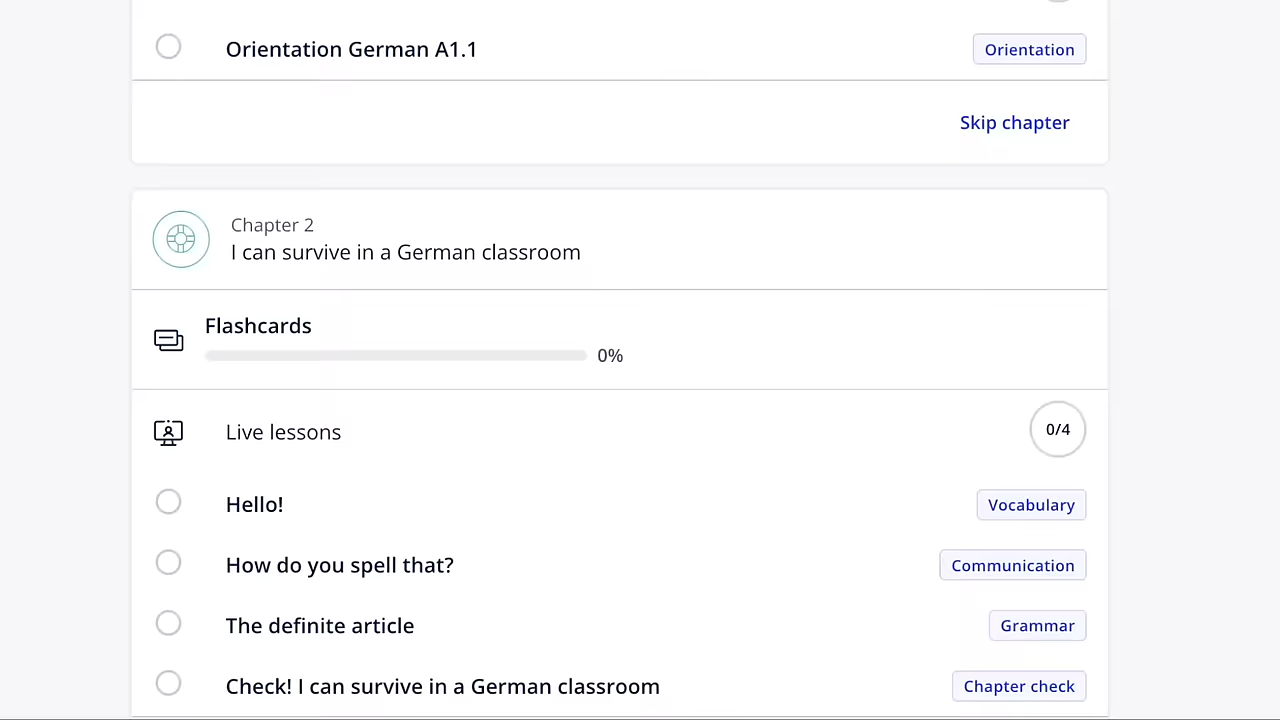 Orientation German A1.1
Orientation
Skip chapter
Chapter 2
I can survive in a German classroom
Flashcards
0%
Live lessons
0/4
Hello!
Vocabulary
How do you spell that?
Communication
The definite article
Grammar
Check! I can survive in a German classroom
Chapter check